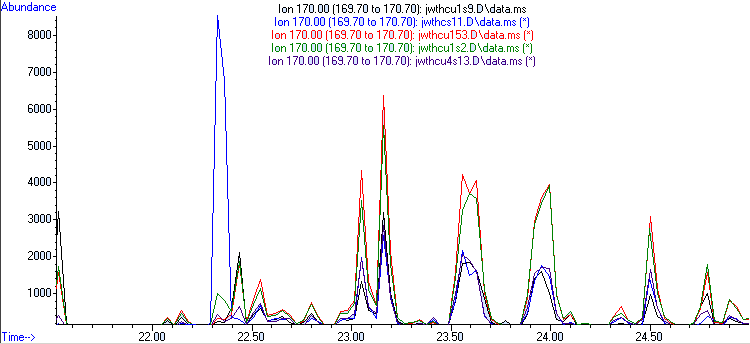 Abundance
Ion 170.00 (169.70 to 170.70): jwthcu1s9.D\data.ms
Ion 170.00 (169.70 to 170.70): jwthcs11.D\data.ms (*)
Ion 170.00 (169.70 to 170.70): jwthcu153.D\data.ms (*)
Ion 170.00 (169.70 to 170.70): jwthcu1s2.D\data.ms (*)
Ion 170.00 (169.70 to 170.70): jwthcu4s13.D\data.ms (*)
8000
7000
6000
5000
4000
3000
2000
1000
Time-->
22.00 22.50 23.00 23.50 24.00 24.50